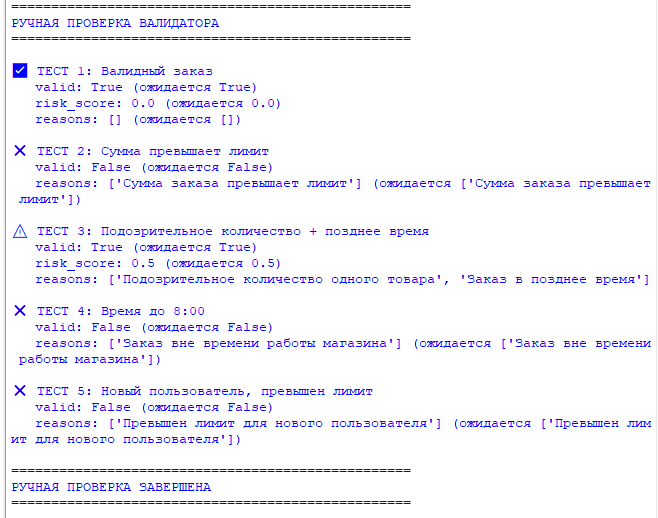 ==================================================
РУЧНАЯ ПРОВЕРКА ВАЛИДАТОРА
==================================================
✅ ТЕСТ 1: Валидный заказ
valid: True (ожидается True)
risk_score: 0.0 (ожидается 0.0)
reasons: [] (ожидается [])
❌ ТЕСТ 2: Сумма превышает лимит
valid: False (ожидается False)
reasons: ['Сумма заказа превышает лимит'] (ожидается ['Сумма заказа превышает
лимит'])
⚠ ТЕСТ 3: Подозрительное количество + позднее время
valid: True (ожидается True)
risk_score: 0.5 (ожидается 0.5)
reasons: ['Подозрительное количество одного товара', 'Заказ в позднее время']
❌ ТЕСТ 4: Время до 8:00
valid: False (ожидается False)
reasons: ['Заказ вне времени работы магазина'] (ожидается ['Заказ вне времени
работы магазина'])
❌ ТЕСТ 5: Новый пользователь, превышен лимит
valid: False (ожидается False)
reasons: ['Превышен лимит для нового пользователя'] (ожидается ['Превышен лим
ит для нового пользователя'])
==================================================
РУЧНАЯ ПРОВЕРКА ЗАВЕРШЕНА
==================================================